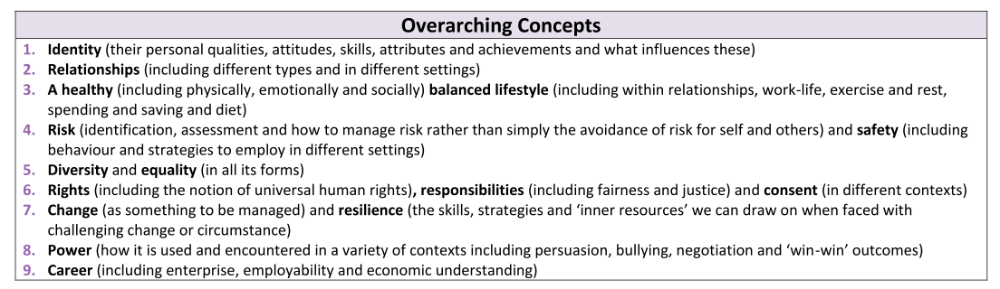 Overarching Concepts
1. Identity (their personal qualities, attitudes, skills, attributes and achievements and what influences these)
2. Relationships (including different types and in different settings)
3. A healthy (including physically, emotionally and socially) balanced lifestyle (including within relationships, work-life, exercise and rest,
spending and saving and diet)
4. Risk (identification, assessment and how to manage risk rather than simply the avoidance of risk for self and others) and safety (including
behaviour and strategies to employ in different settings)
5. Diversity and equality (in all its forms)
6. Rights (including the notion of universal human rights), responsibilities (including fairness and justice) and consent (in different contexts)
7. Change (as something to be managed) and resilience (the skills, strategies and ‘inner resources’ we can draw on when faced with
challenging change or circumstance)
8. Power (how it is used and encountered in a variety of contexts including persuasion, bullying, negotiation and ‘win-win’ outcomes)
9. Career (including enterprise, employability and economic understanding)